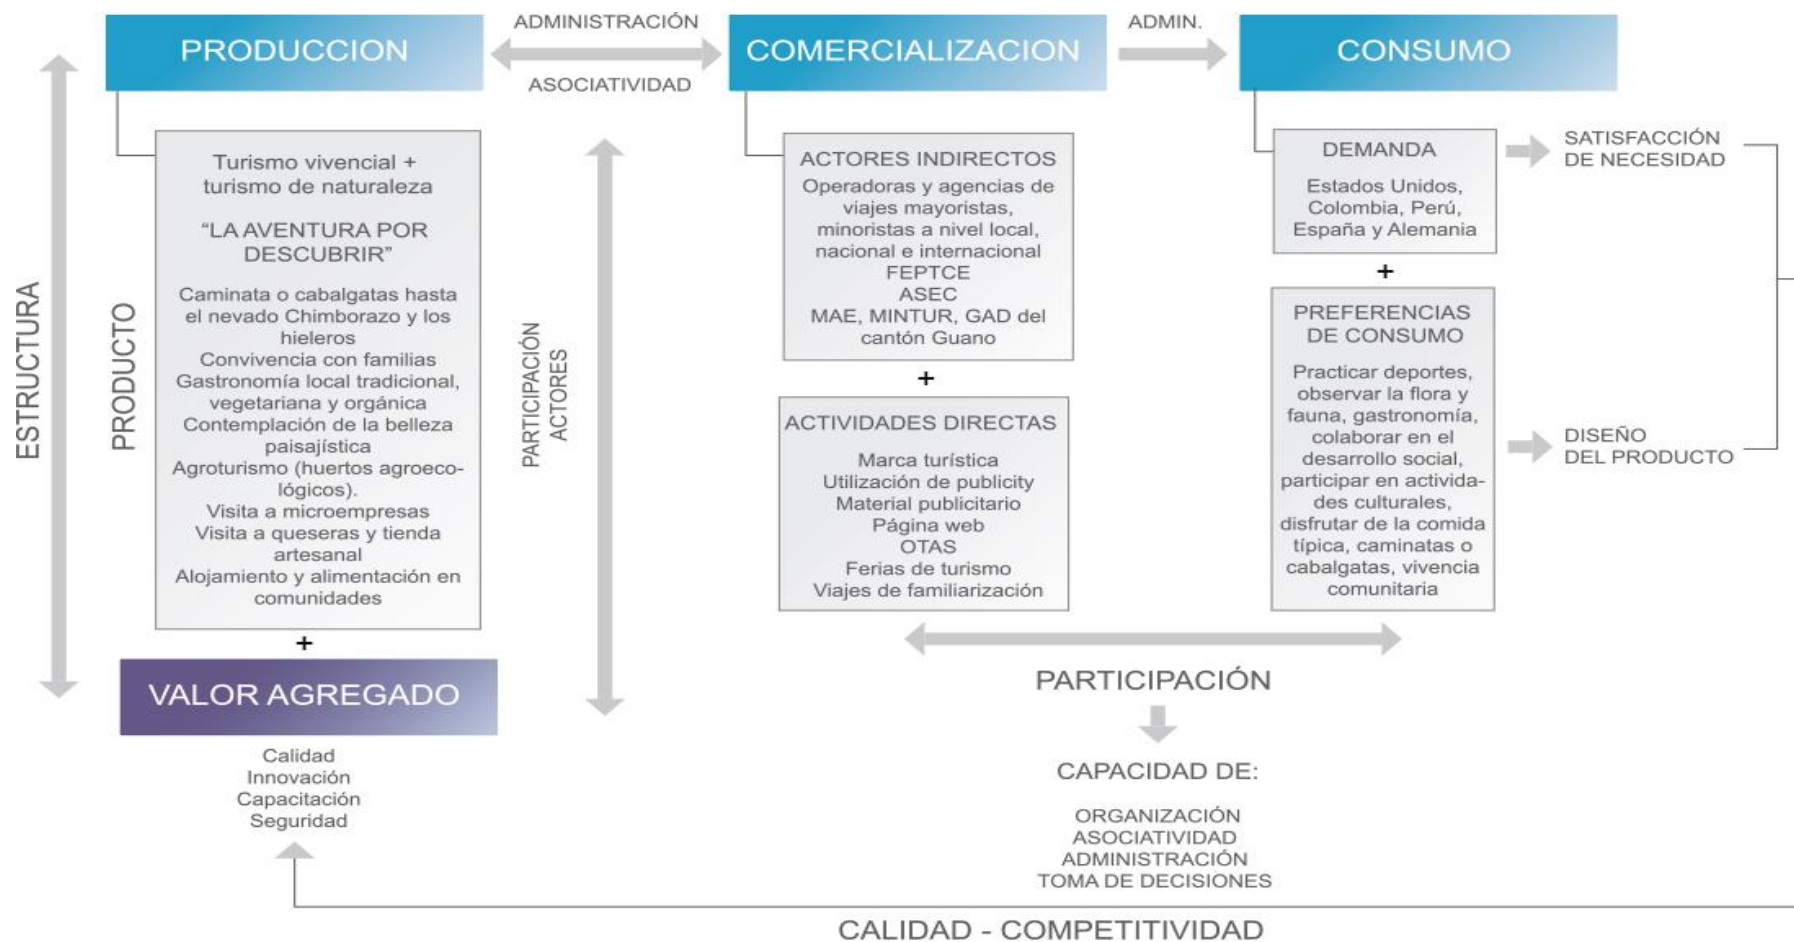 ADMINISTRACIÓN
ADMIN.
PRODUCCION
COMERCIALIZACION
CONSUMO
ASOCIATIVIDAD
ESTRUCTURA
PRODUCTO
Turismo vivencial +
turismo de naturaleza
“LA AVENTURA POR
DESCUBRIR”
Caminata o cabalgatas hasta
el nevado Chimborazo y los
hieleros
Convivencia con familias
Gastronomía local tradicional,
vegetariana y orgánica
Contemplación de la belleza
paisajística
Agroturismo (huertos agroeco-
lógicos).
Visita a microempresas
Visita a queseras y tienda
artesanal
Alojamiento y alimentación en
comunidades
+
VALOR AGREGADO
Calidad
Innovación
Capacitación
Seguridad
PARTICIPACIÓN
ACTORES
ACTORES INDIRECTOS
Operadoras y agencias de
viajes mayoristas,
minoristas a nivel local,
nacional e internacional
FEPTCE
ASEC
MAE, MINTUR, GAD del
cantón Guano
+
ACTIVIDADES DIRECTAS
Marca turística
Utilización de publicity
Material publicitario
Página web
OTAS
Ferias de turismo
Viajes de familiarización
DEMANDA
Estados Unidos,
Colombia, Perú,
España y Alemania
+
PREFERENCIAS
DE CONSUMO
Practicar deportes,
observar la flora y
fauna, gastronomía,
colaborar en el
desarrollo social,
participar en activida-
des culturales,
disfrutar de la comida
típica, caminatas o
cabalgatas, vivencia
comunitaria
SATISFACCIÓN
DE NECESIDAD
DISEÑO
DEL PRODUCTO
PARTICIPACIÓN
CAPACIDAD DE:
ORGANIZACIÓN
ASOCIATIVIDAD
ADMINISTRACIÓN
TOMA DE DECISIONES
CALIDAD - COMPETITIVIDAD